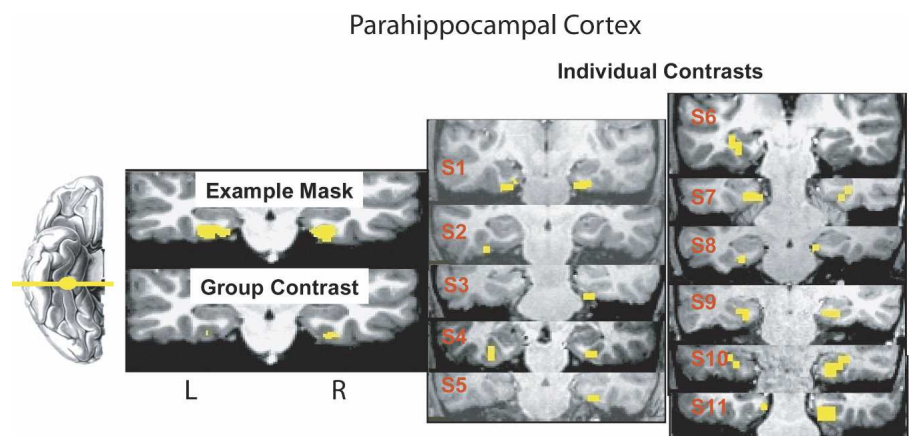 Parahippocampal Cortex
Individual Contrasts
Example Mask
Group Contrast
L R
S1
S2
S3
S4
S5
S6
S7
S8
S9
S10
S11